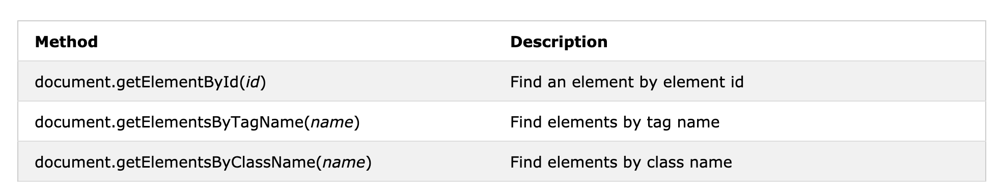 Method Description
document.getElementById(id) Find an element by element id
document.getElementsByTagName(name) Find elements by tag name
document.getElementsByClassName(name) Find elements by class name